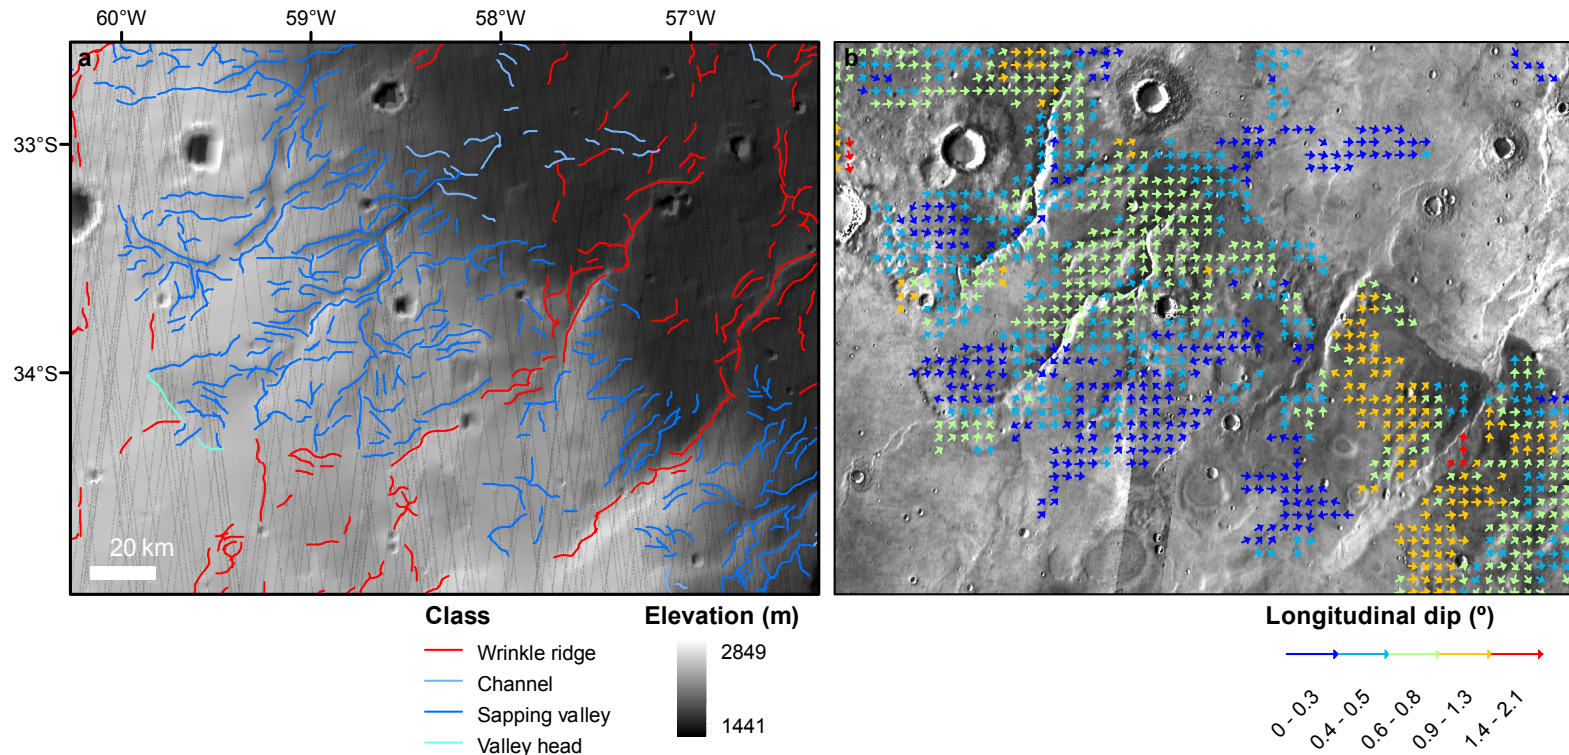 60°W 59°W 58°W 57°W
a
b
33°S
34°S
20 km
Class
Elevation (m)
Longitudinal dip (º)
Wrinkle ridge
2849
Channel
Sapping valley
1441
Valley head
0 - 0.3
0.4 - 0.5
0.6 - 0.8
0.9 - 1.3
1.4 - 2.1